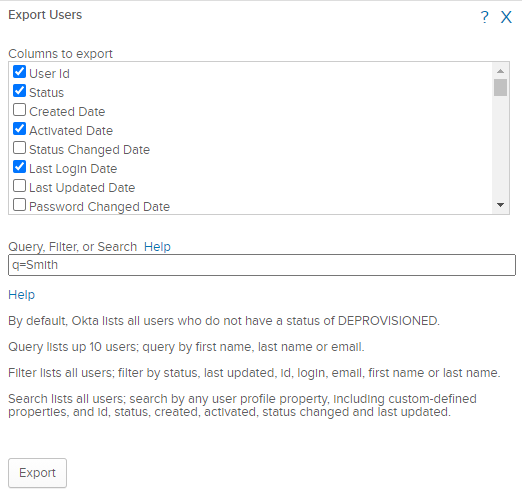 Export Users
? X
Columns to export
User Id
Status
Created Date
Activated Date
Status Changed Date
Last Login Date
Last Updated Date
Password Changed Date
Query, Filter, or Search Help
q=Smith
Help
By default, Okta lists all users who do not have a status of DEPROVISIONED.
Query lists up 10 users; query by first name, last name or email.
Filter lists all users; filter by status, last updated, id, login, email, first name or last name.
Search lists all users; search by any user profile property, including custom-defined
properties, and id, status, created, activated, status changed and last updated.
Export